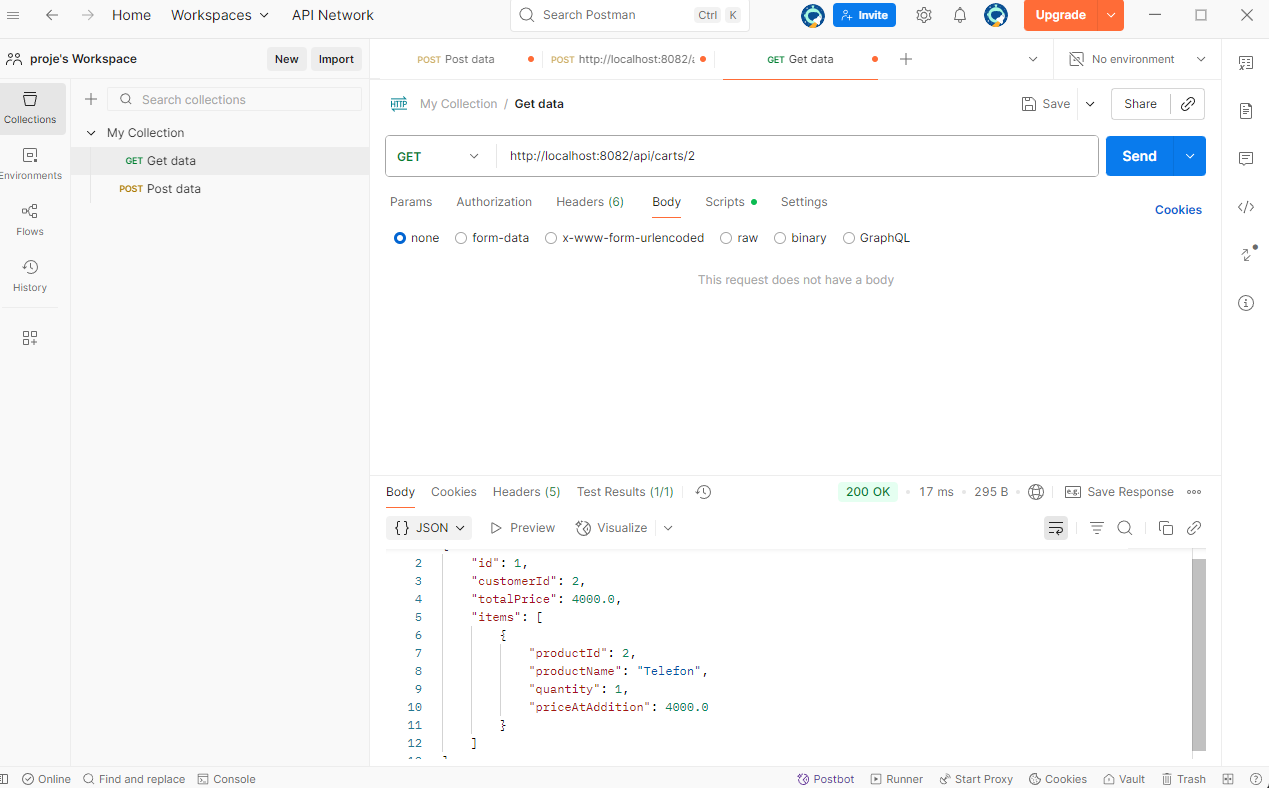 Home Workspaces API Network Search Postman Ctrl K Invite Upgrade
proje's Workspace New Import
POST Post data POST http://localhost:8082/a GET Get data No environment
Search collections
Collections
Environments
Flows
History
My Collection
GET Get data
POST Post data
HTTP My Collection / Get data Save Share
GET http://localhost:8082/api/carts/2 Send
Params Authorization Headers (6) Body Scripts Settings Cookies
none form-data x-www-form-urlencoded raw binary GraphQL
This request does not have a body
Body Cookies Headers (5) Test Results (1/1) 200 OK • 17 ms • 295 B • e.g. Save Response
{} JSON Preview Visualize
2 "id": 1,
3 "customerId": 2,
4 "totalPrice": 4000.0,
5 "items": [
6 {
7 "productId": 2,
8 "productName": "Telefon",
9 "quantity": 1,
10 "priceAtAddition": 4000.0
11 }
12 ]
Online Find and replace Console Postbot Runner Start Proxy Cookies Vault Trash